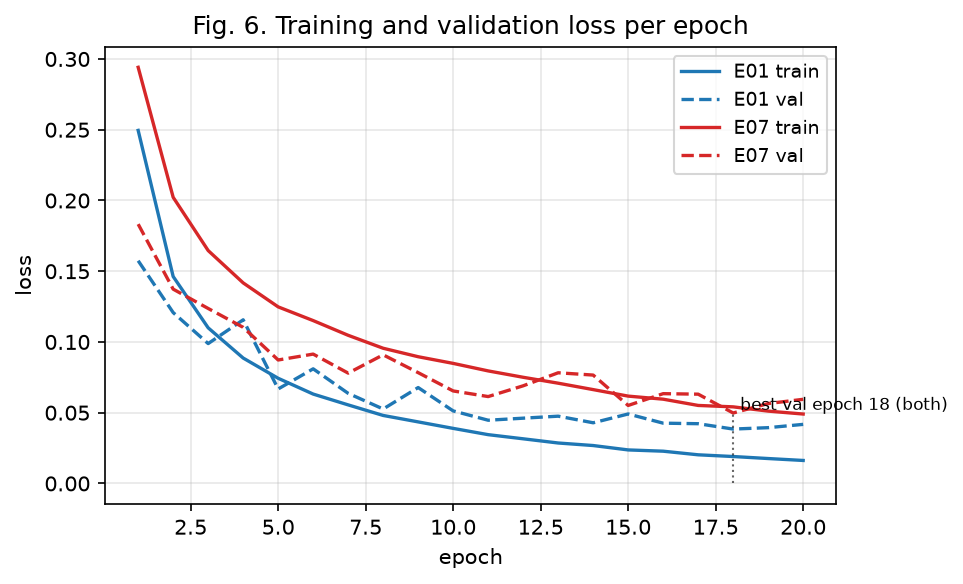 Fig. 6. Training and validation loss per epoch
0.30
0.25
0.20
0.15
0.10
0.05
0.00
loss
E01 train
E01 val
E07 train
E07 val
best val epoch 18 (both)
2.5
5.0
7.5
10.0
12.5
15.0
17.5
20.0
epoch